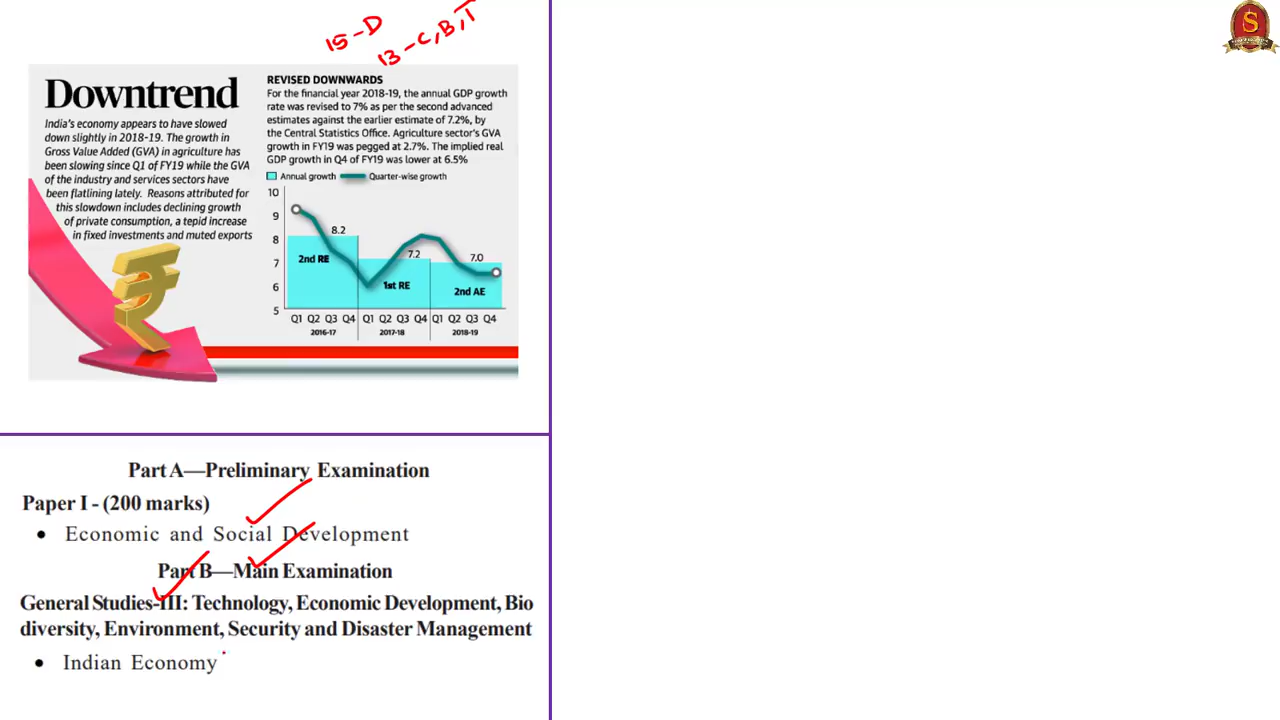 15-D
13-C,B,T
S
Downtrend
India's economy appears to have slowed
down slightly in 2018-19. The growth in
Gross Value Added (GVA) in agriculture has
been slowing since Q1 of FY19 while the GVA
of the industry and services sectors have
been flatlining lately. Reasons attributed for
this slowdown includes declining growth
of private consumption, a tepid increase
in fixed investments and muted exports
REVISED DOWNWARDS
For the financial year 2018-19, the annual GDP growth
rate was revised to 7% as per the second advanced
estimates against the earlier estimate of 7.2%, by
the Central Statistics Office. Agriculture sector's GVA
growth in FY19 was pegged at 2.7%. The implied real
GDP growth in Q4 of FY19 was lower at 6.5%
Annual growth Quarter-wise growth
10
9
8
7
6
5
8.2
7.2
7.0
2nd RE
1st RE
2nd AE
Q1 Q2 Q3 Q4 Q1 Q2 Q3 Q4 Q1 Q2 Q3 Q4
2016-17 2017-18 2018-19
Part A—Preliminary Examination
Paper I - (200 marks)
• Economic and Social Development
Part B—Main Examination
General Studies-III: Technology, Economic Development, Bio
diversity, Environment, Security and Disaster Management
• Indian Economy